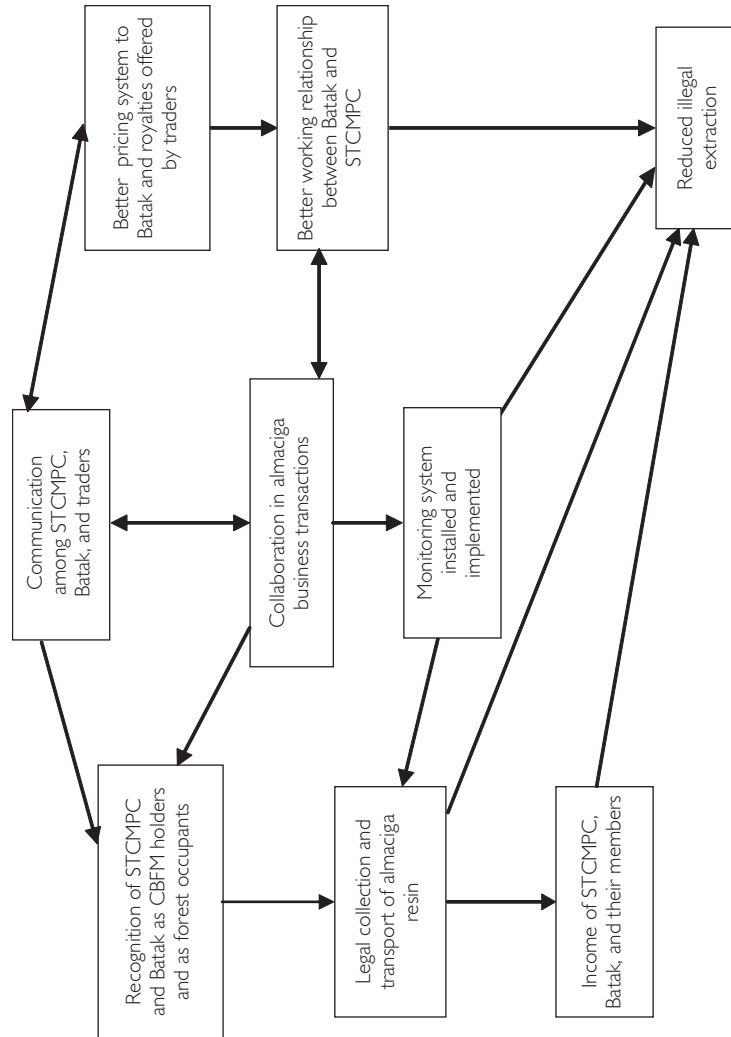 Recognition of STCMPC
and Batak as CBFM holders
and as forest occupants
Communication
among STCMPC,
Batak, and traders
Better pricing system to
Batak and royalties offered
by traders
Legal collection and
transport of almaciga
resin
Collaboration in almaciga
business transactions
Better working relationship
between Batak and
STCMPC
Monitoring system
installed and
implemented
Income of STCMPC,
Batak, and their members
Reduced illegal
extraction